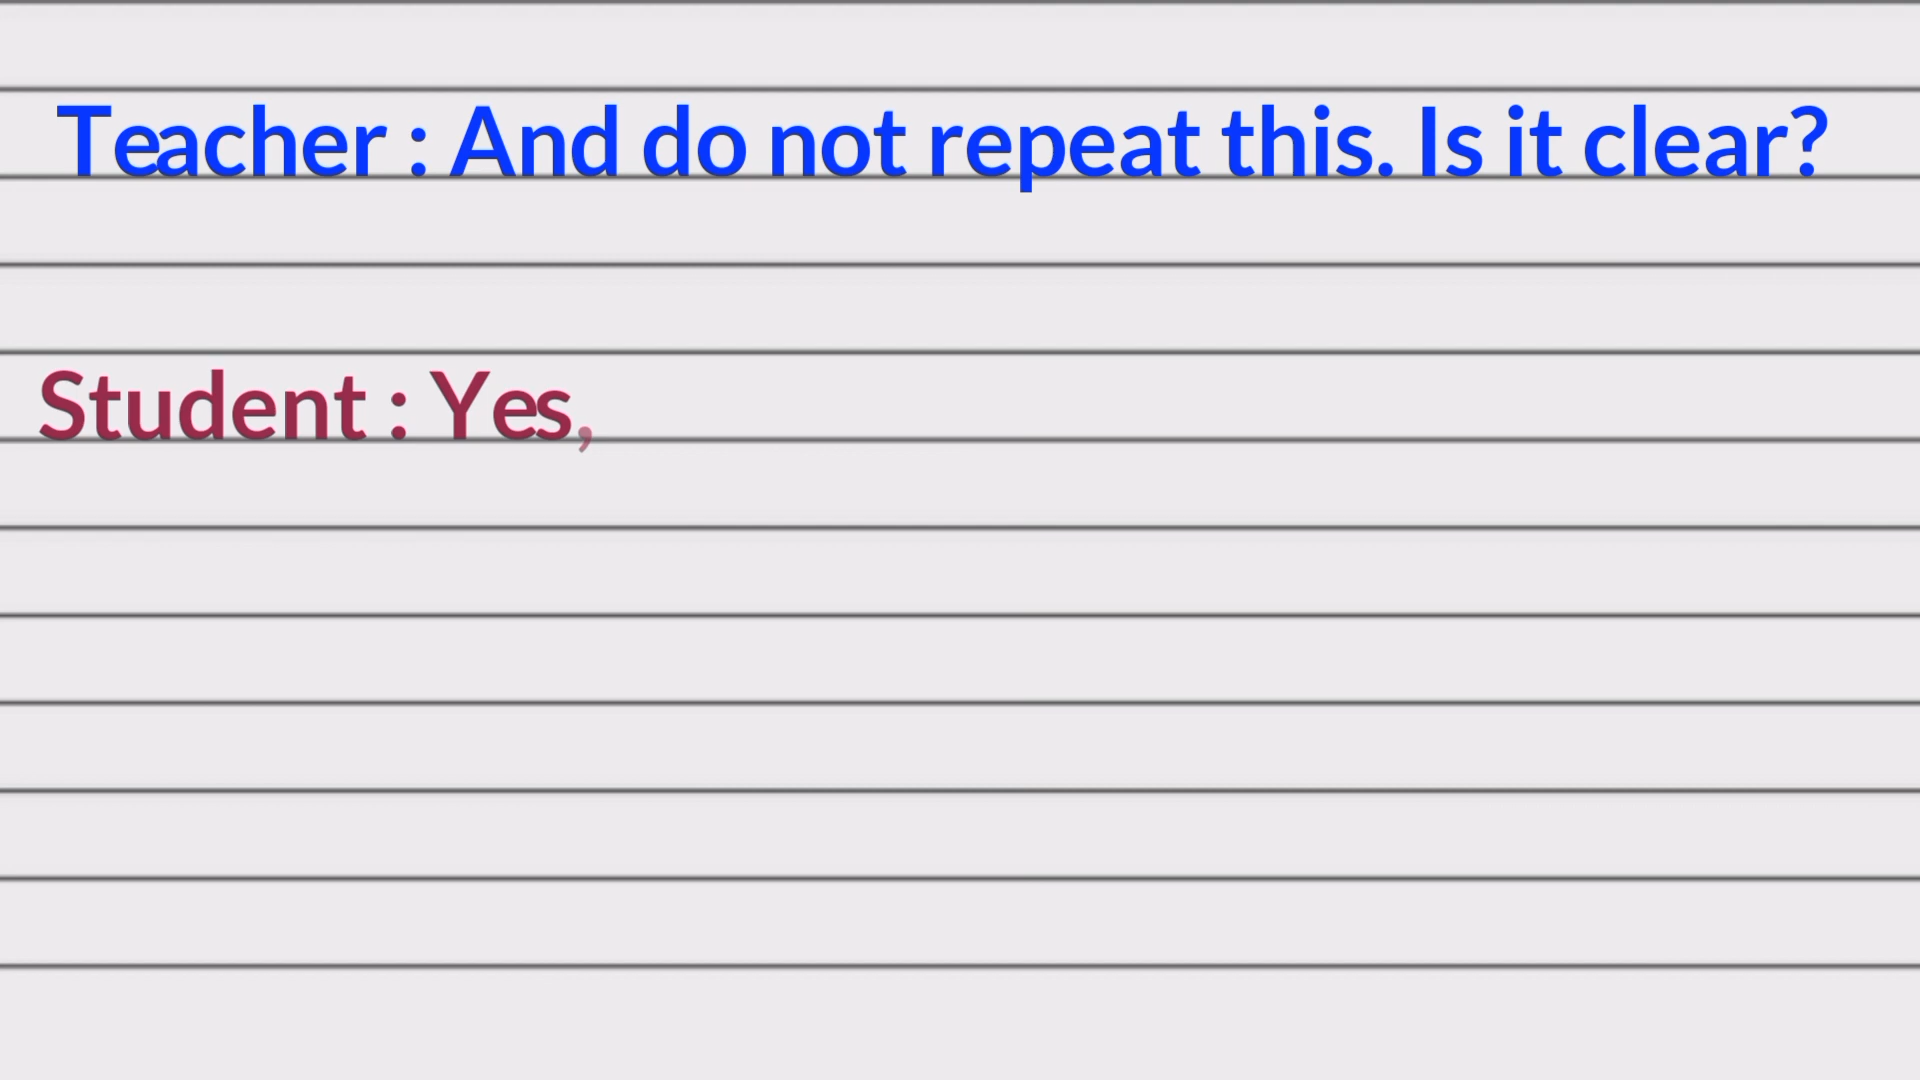 Teacher : And do not repeat this. Is it clear?
Student : Yes,